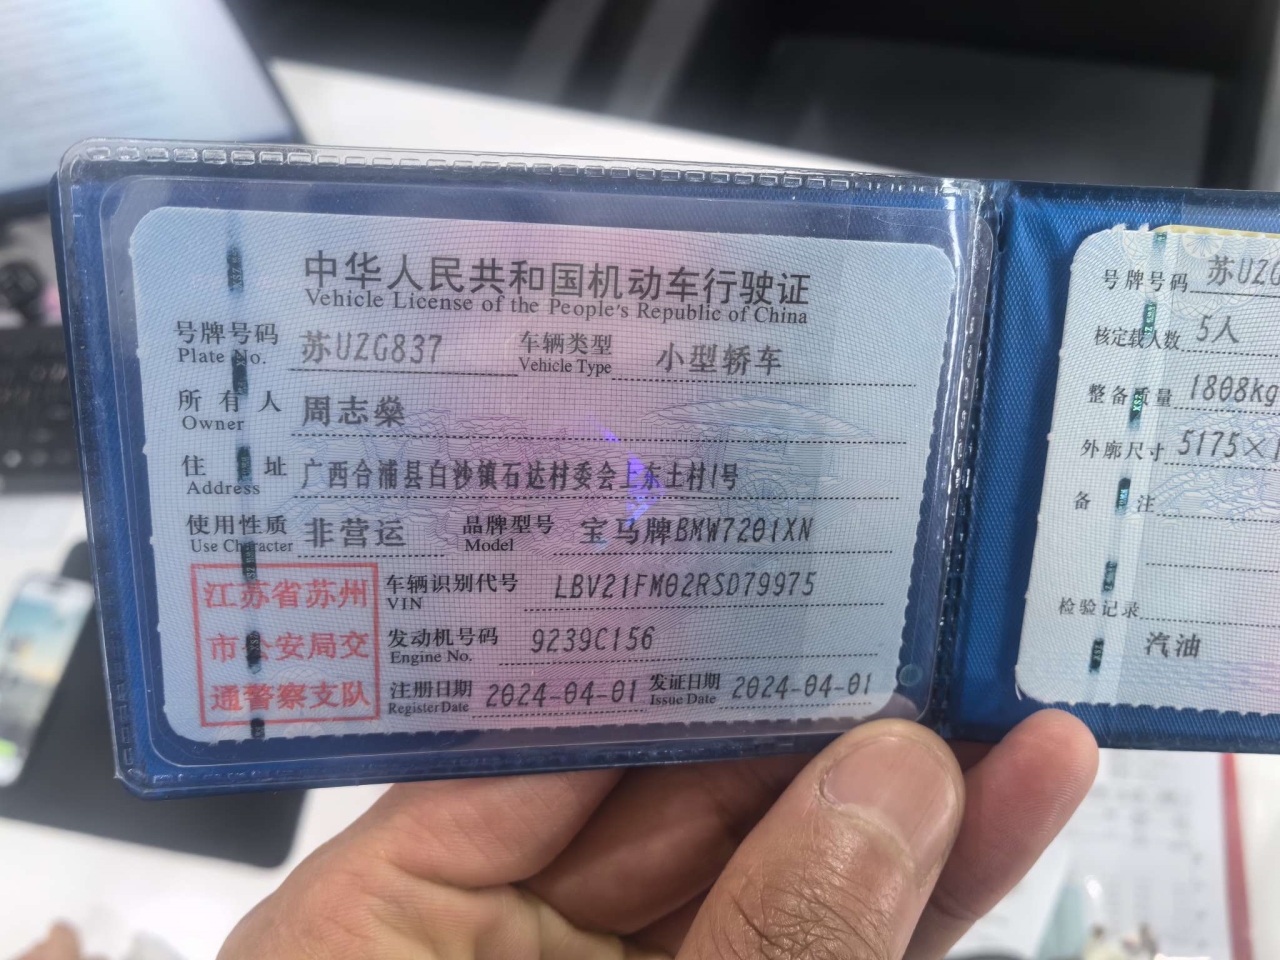 中华人民共和国机动车行驶证
Vehicle License of the People's Republic of China
号牌号码 苏UZG837 车辆类型 小型轿车
Plate No. Vehicle Type
所有人 周志燊
Owner
住址 广西合浦县白沙镇石达村委会上东土村1号
Address
使用性质 非营运 品牌型号 宝马牌BMW7201XN
Use Character Model
江苏省苏州
市公安局交
通警察支队
车辆识别代号 LBV21FM02RSD79975
VIN
发动机号码 9239C156
Engine No.
注册日期 2024-04-01 发证日期 2024-04-01
Register Date Issue Date
号牌号码 苏UZG
核定载人数 5人
整备质量 1808kg
外廓尺寸 5175×1
备注
检验记录
汽油